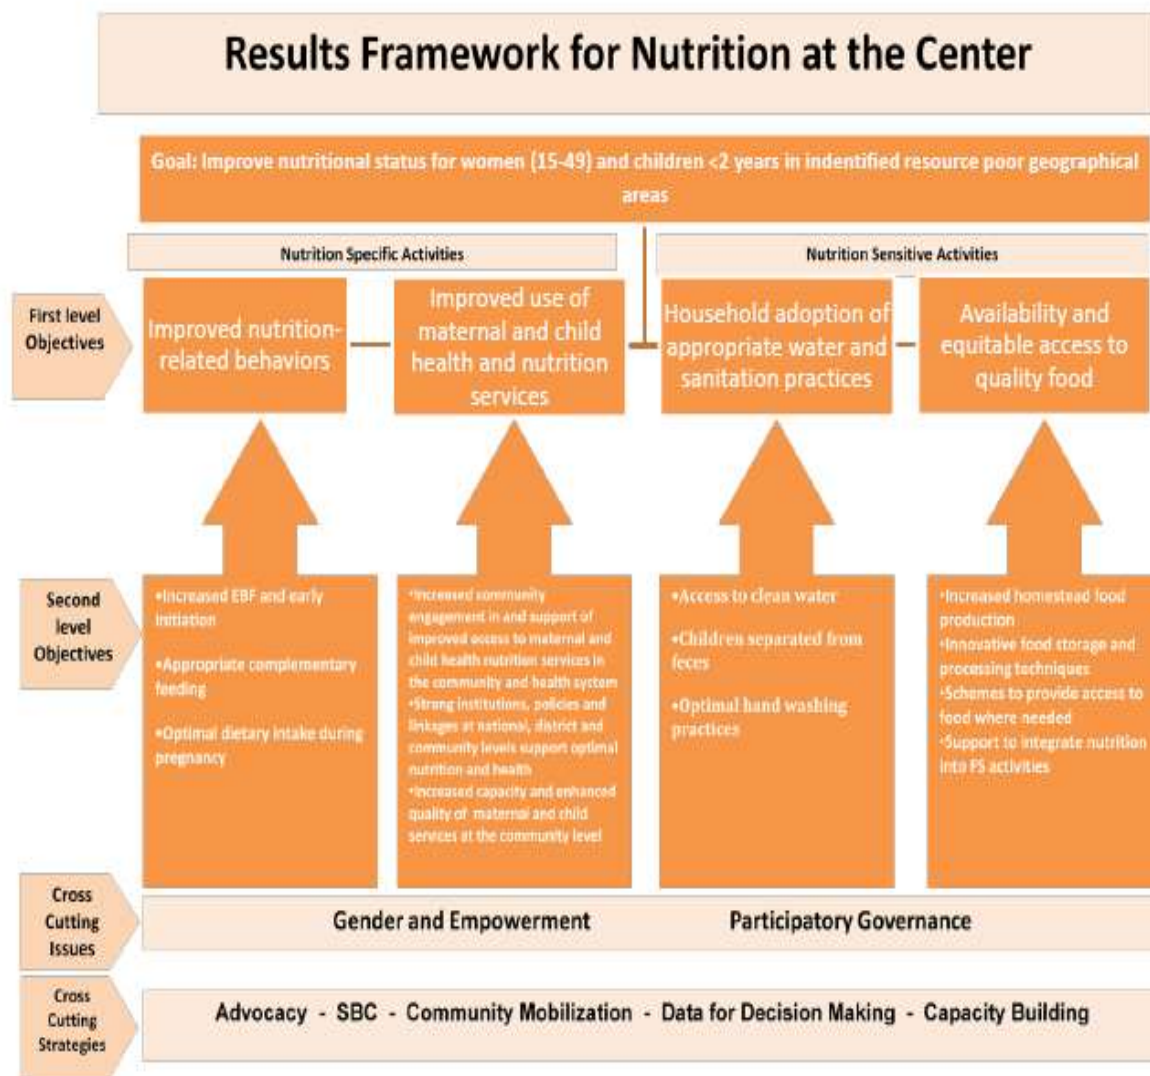 Results Framework for Nutrition at the Center
Goal: Improve nutritional status for women (15-49) and children <2 years in indentified resource poor geographical
areas
Nutrition Specific Activities
Nutrition Sensitive Activities
First level
Objectives
Improved nutrition-
related behaviors
Improved use of
maternal and child
health and nutrition
services
Household adoption of
appropriate water and
sanitation practices
Availability and
equitable access to
quality food
Second
level
Objectives
•Increased EBF and early
initiation
•Appropriate complementary
feeding
•Optimal dietary intake during
pregnancy
•Increased community
engagement in and support of
improved access to maternal and
child health nutrition services in
the community and health system
•Strong institutions, policies and
linkages at national, district and
community levels support optimal
nutrition and health
•Increased capacity and enhanced
quality of maternal and child
services at the community level
•Access to clean water
•Children separated from
feces
•Optimal hand washing
practices
•Increased homestead food
production
•Innovative food storage and
processing techniques
•Schemes to provide access to
food where needed
•Support to integrate nutrition
into FS activities
Cross
Cutting
Issues
Gender and Empowerment
Participatory Governance
Cross
Cutting
Strategies
Advocacy - SBC - Community Mobilization - Data for Decision Making - Capacity Building